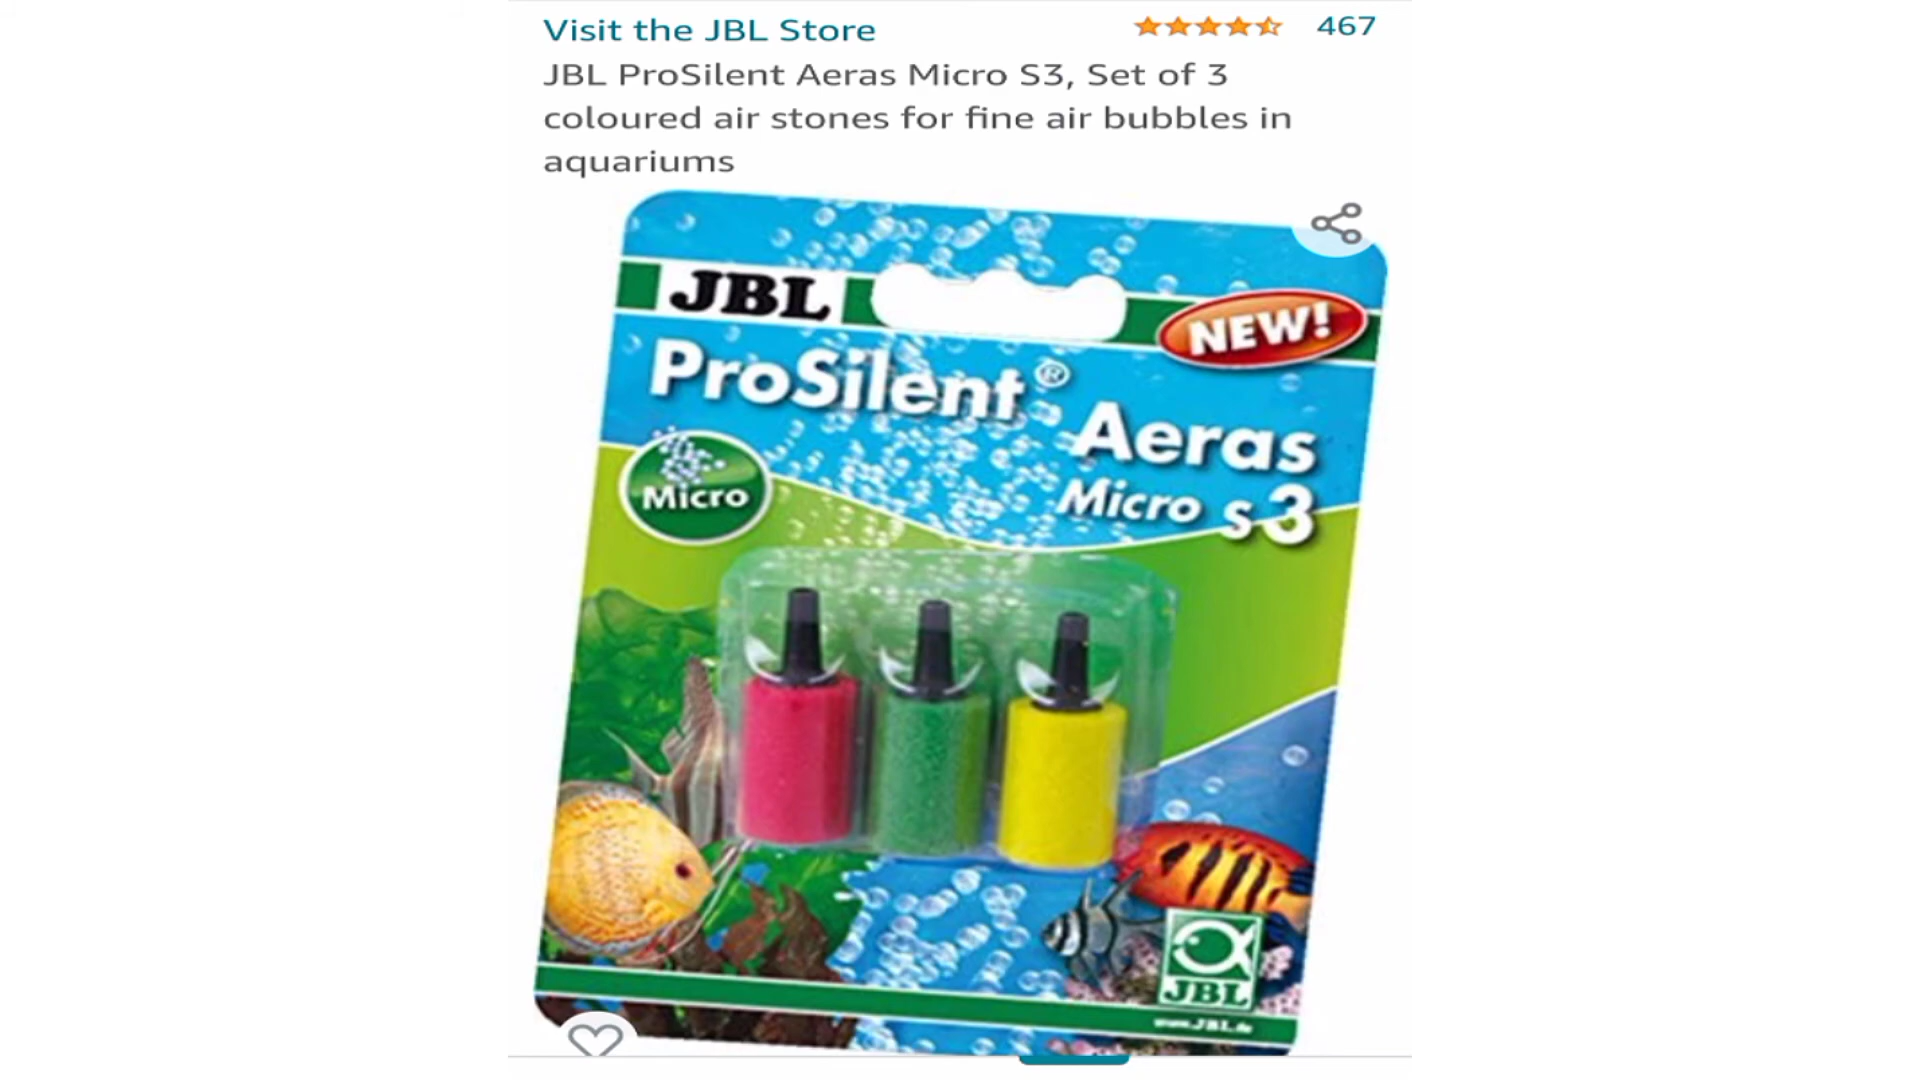 Visit the JBL Store 467
JBL ProSilent Aeras Micro S3, Set of 3
coloured air stones for fine air bubbles in
aquariums
JBL
NEW!
ProSilent®
Aeras
Micro
Micro s3
JBL
www.JBL.de